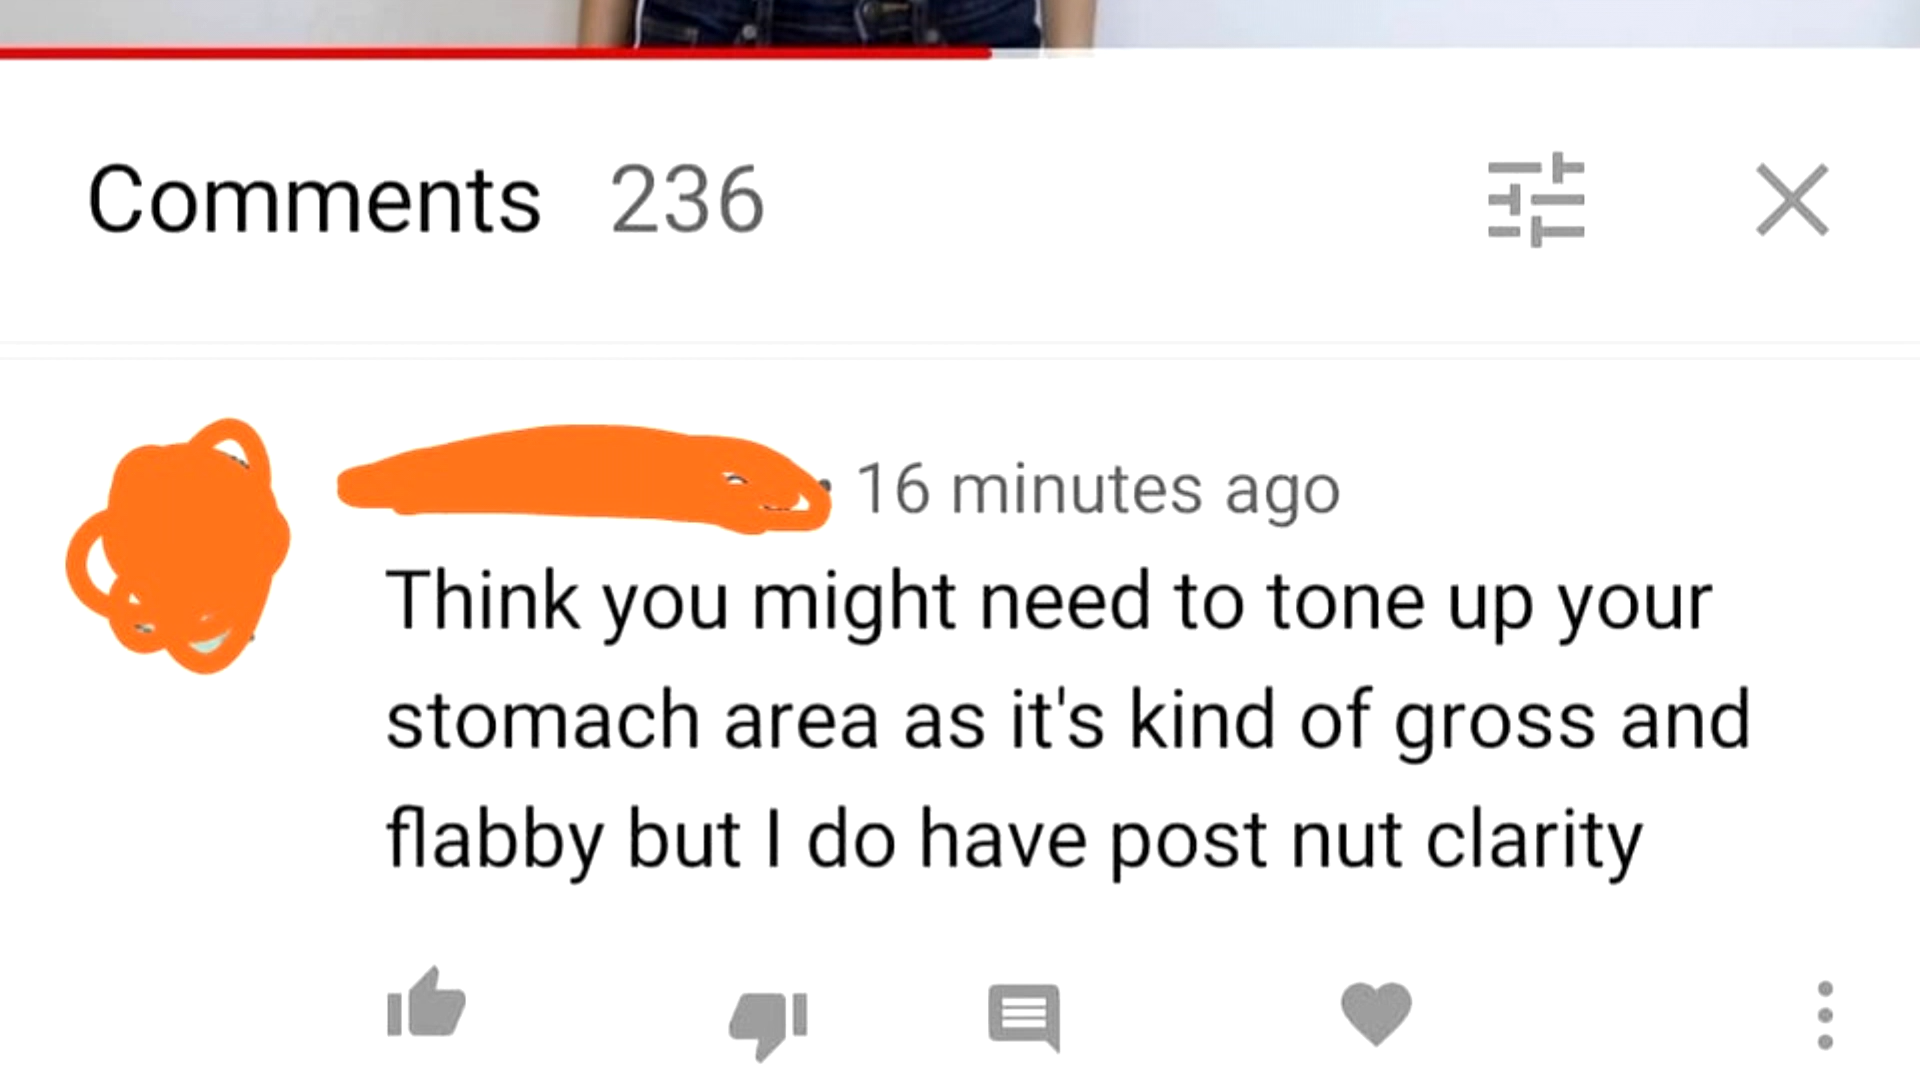 Comments 236
16 minutes ago
Think you might need to tone up your
stomach area as it's kind of gross and
flabby but I do have post nut clarity